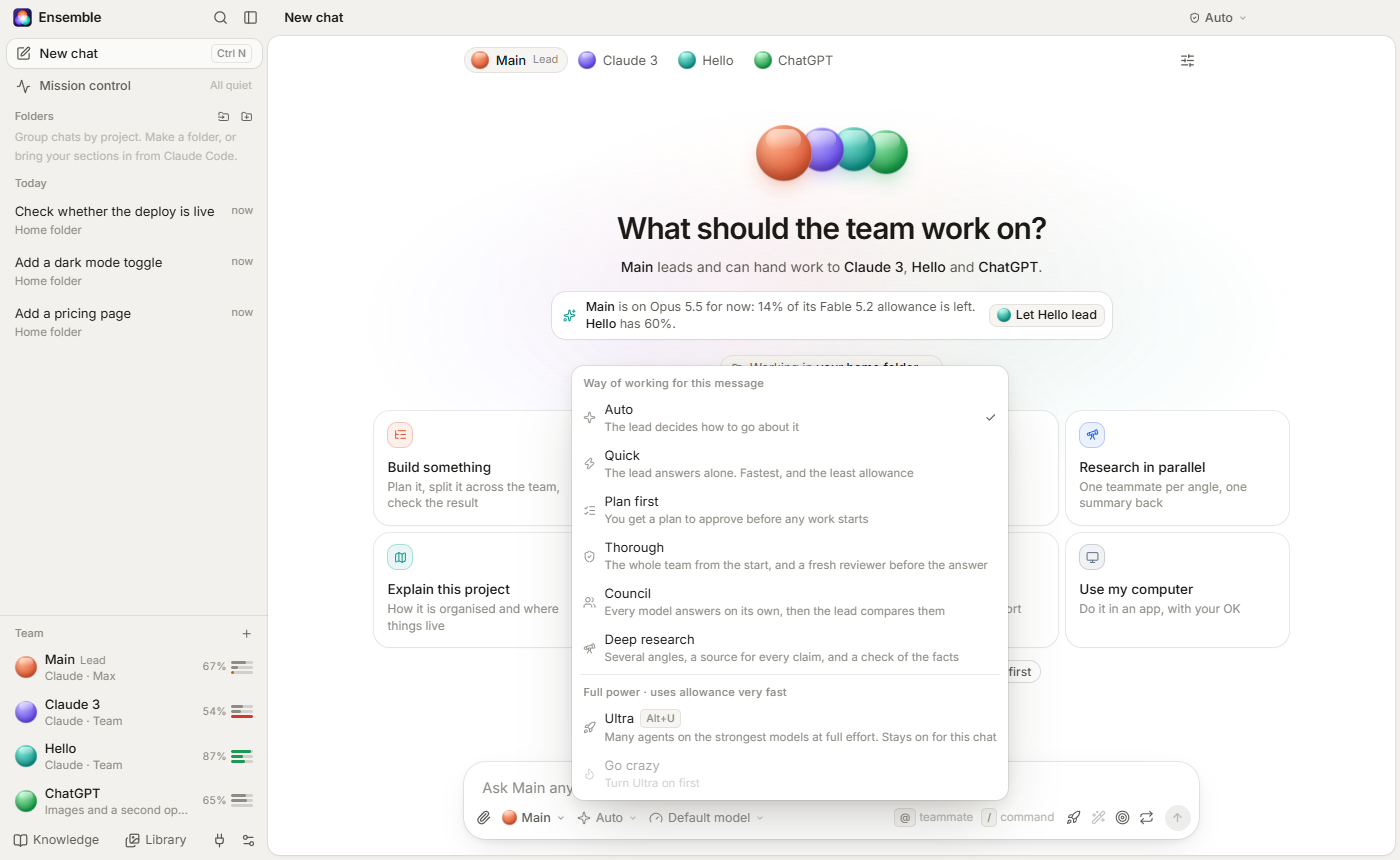 Ensemble
New chat
Auto
New chat
Ctrl N
Mission control
All quiet
Folders
Group chats by project. Make a folder, or
bring your sections in from Claude Code.
Today
Check whether the deploy is live
now
Home folder
Add a dark mode toggle
now
Home folder
Add a pricing page
now
Home folder
Team
Main Lead
67%
Claude · Max
Claude 3
54%
Claude · Team
Hello
87%
Claude · Team
ChatGPT
65%
Images and a second op...
Knowledge
Library
Main Lead
Claude 3
Hello
ChatGPT
What should the team work on?
Main leads and can hand work to Claude 3, Hello and ChatGPT.
Main is on Opus 5.5 for now: 14% of its Fable 5.2 allowance is left.
Hello has 60%.
Let Hello lead
Working in your home folder
Build something
Plan it, split it across the team,
check the result
Research in parallel
One teammate per angle, one
summary back
Explain this project
How it is organised and where
things live
Use my computer
Do it in an app, with your OK
first
Way of working for this message
Auto
The lead decides how to go about it
Quick
The lead answers alone. Fastest, and the least allowance
Plan first
You get a plan to approve before any work starts
Thorough
The whole team from the start, and a fresh reviewer before the answer
Council
Every model answers on its own, then the lead compares them
Deep research
Several angles, a source for every claim, and a check of the facts
Full power · uses allowance very fast
Ultra Alt+U
Many agents on the strongest models at full effort. Stays on for this chat
Go crazy
Turn Ultra on first
Ask Main any
Main
Auto
Default model
@ teammate
/ command